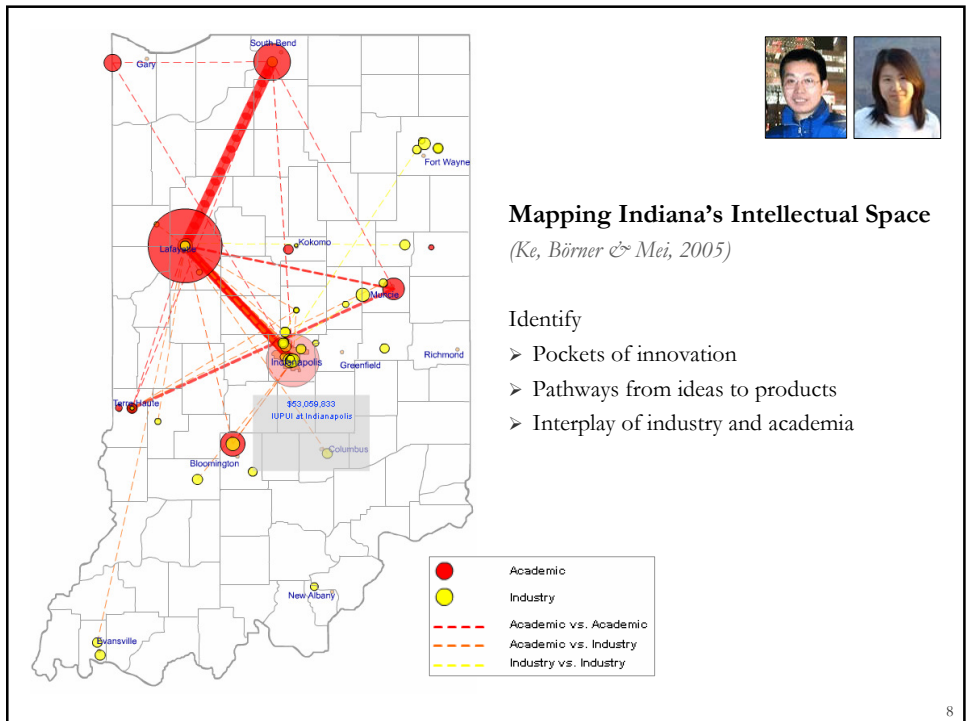 South Bend
Gary
Fort Wayne
Mapping Indiana's Intellectual Space
(Ke, Börner & Mei, 2005)
Lafayette
Kokomo
Muncie
Identify
➢ Pockets of innovation
➢ Pathways from ideas to products
➢ Interplay of industry and academia
Indianapolis
Greenfield
Richmond
Terre Haute
$53,059,833
IUPUI at Indianapolis
Columbus
Bloomington
New Albany
Evansville
Academic
Industry
Academic vs. Academic
Academic vs. Industry
Industry vs. Industry
8